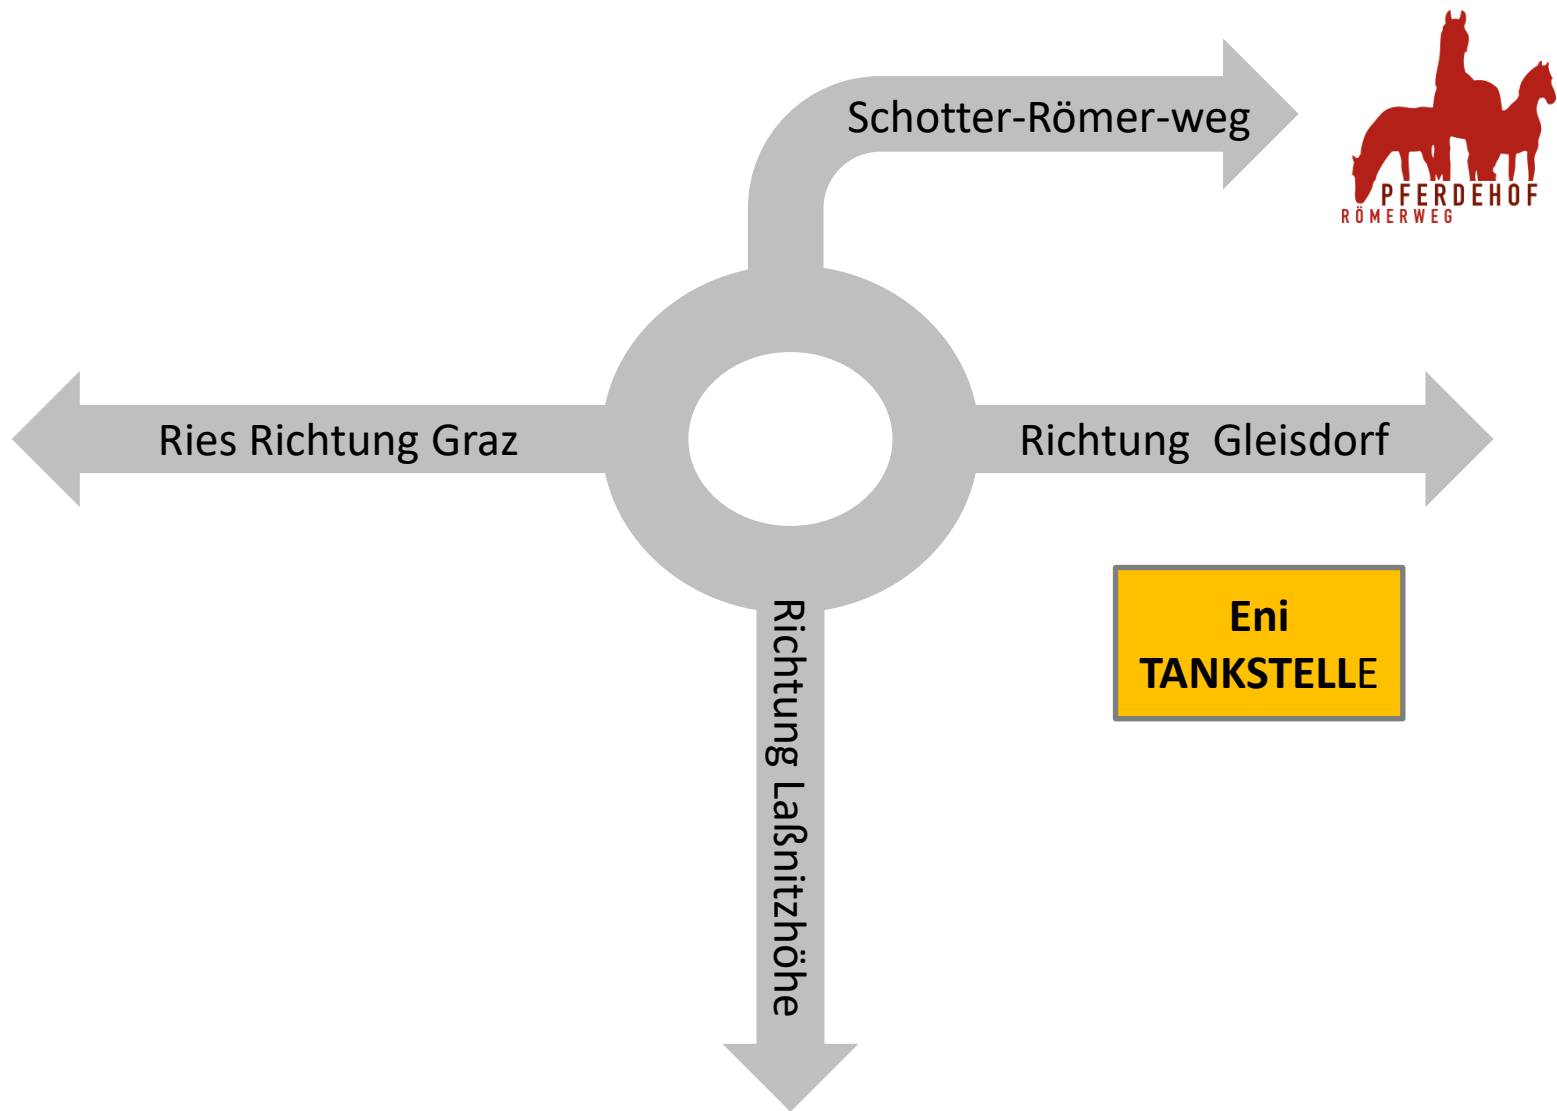 Schotter-Römer-weg
PFERDEHOF
RÖMERWEG
Ries Richtung Graz
Richtung  Gleisdorf
Eni
TANKSTELLE
Richtung Laßnitzhöhe